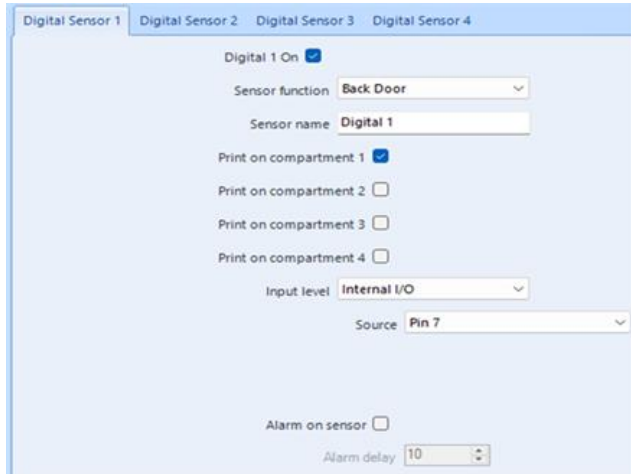 Digital Sensor 1 Digital Sensor 2 Digital Sensor 3 Digital Sensor 4
Digital 1 On
Sensor function Back Door
Sensor name Digital 1
Print on compartment 1
Print on compartment 2
Print on compartment 3
Print on compartment 4
Input level Internal I/O
Source Pin 7
Alarm on sensor
Alarm delay 10